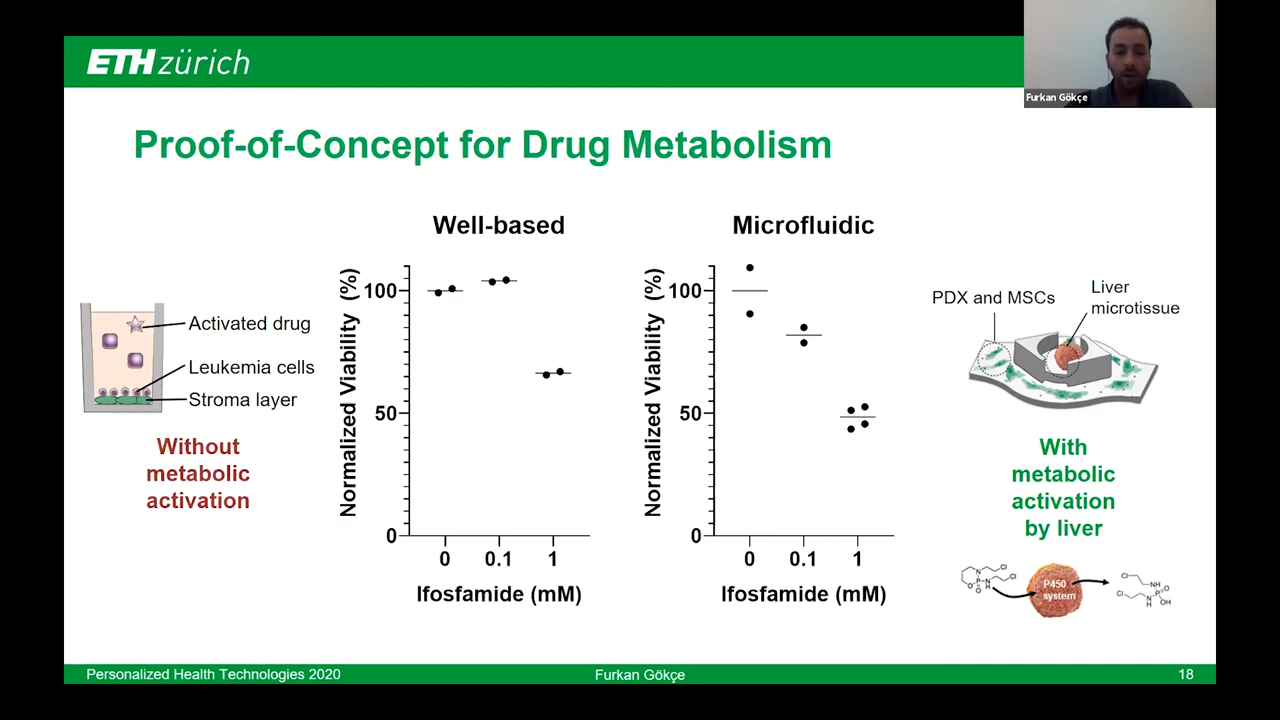 ETH zürich
Furkan Gökçe
Proof-of-Concept for Drug Metabolism
Well-based
Microfluidic
Activated drug
Leukemia cells
Stroma layer
Without
metabolic
activation
Normalized Viability (%)
100
50
0
0 0.1 1
Ifosfamide (mM)
Normalized Viability (%)
100
50
0
0 0.1 1
Ifosfamide (mM)
PDX and MSCs
Liver
microtissue
With
metabolic
activation
by liver
P450
system
Personalized Health Technologies 2020
Furkan Gökçe
18